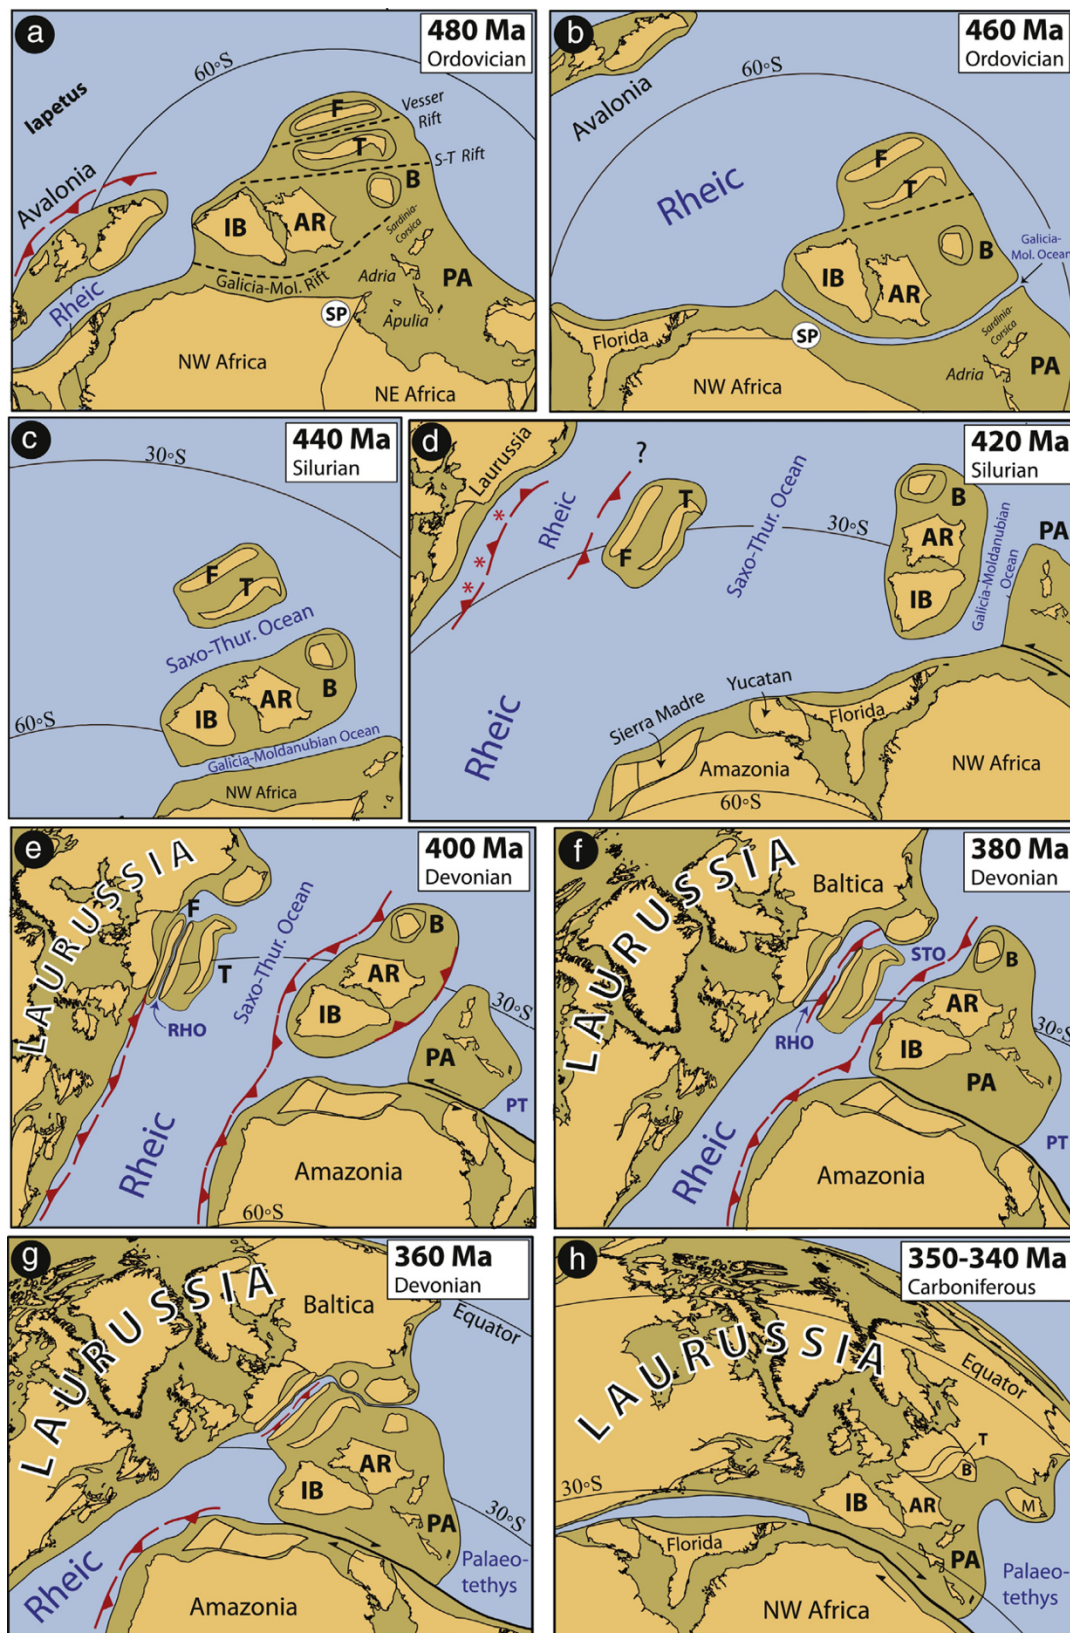 a
480 Ma
Ordovician
60°S
Iapetus
Avalonia
Rheic
F
Vesser
Rift
T
S-T Rift
B
IB
AR
Sardinia-
Corsica
Galicia-Mol. Rift
Adria
PA
SP
Apulia
NW Africa
NE Africa
b
460 Ma
Ordovician
60°S
Avalonia
Rheic
F
T
B
IB
AR
Galicia-
Mol. Ocean
Florida
SP
Sardinia-
Corsica
Adria
PA
NW Africa
c
440 Ma
Silurian
30°S
F
T
Saxo-Thur. Ocean
B
AR
IB
60°S
Galicia-Moldanubian Ocean
NW Africa
d
420 Ma
Silurian
Laurussia
?
* * *
Rheic
T
F
Saxo-Thur. Ocean
30°S
B
AR
IB
Galicia-Moldanubian
Ocean
PA
Rheic
Sierra Madre
Yucatan
Florida
Amazonia
NW Africa
60°S
e
400 Ma
Devonian
LAURUSSIA
F
T
Saxo-Thur. Ocean
B
AR
IB
30°S
RHO
PA
PT
Rheic
Amazonia
60°S
f
380 Ma
Devonian
LAURUSSIA
Baltica
STO
B
AR
30°S
RHO
IB
PA
PT
Rheic
Amazonia
g
360 Ma
Devonian
LAURUSSIA
Baltica
Equator
AR
IB
30°S
PA
Palaeo-
tethys
Rheic
Amazonia
h
350-340 Ma
Carboniferous
LAURUSSIA
Equator
T
B
30°S
IB
AR
M
Florida
PA
Palaeo-
tethys
NW Africa